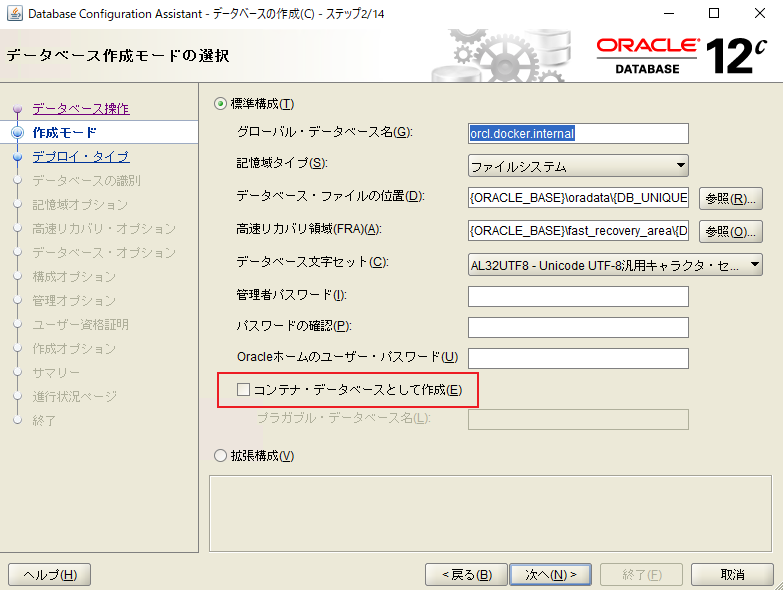 Database Configuration Assistant - データベースの作成(C) - ステップ2/14
データベース作成モードの選択
ORACLE
DATABASE
12c
データベース操作
作成モード
デプロイ・タイプ
データベースの識別
記憶域オプション
高速リカバリ・オプション
データベース・オプション
構成オプション
管理オプション
ユーザー資格証明
作成オプション
サマリー
進行状況ページ
終了
標準構成(T)
グローバル・データベース名(G): orcl.docker.internal
記憶域タイプ(S): ファイルシステム
データベース・ファイルの位置(D): {ORACLE_BASE}\oradata\{DB_UNIQUE 参照(R)...
高速リカバリ領域(FRA)(A): {ORACLE_BASE}\fast_recovery_area\{D 参照(O)...
データベース文字セット(C): AL32UTF8 - Unicode UTF-8汎用キャラクタ・セ...
管理者パスワード(I):
パスワードの確認(P):
Oracleホームのユーザー・パスワード(U)
コンテナ・データベースとして作成(E)
プラガブル・データベース名(L):
拡張構成(V)
ヘルプ(H) <戻る(B) 次へ(N)> 終了(F) 取消